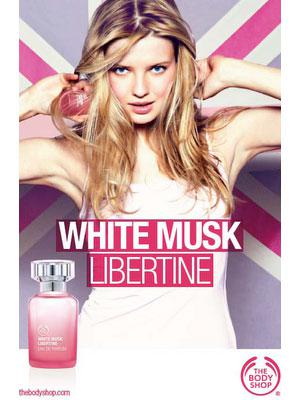 WHITE MUSK
LIBERTINE
WHITE MUSK
LIBERTINE
EAU DE PARFUM
thebodyshop.com
THE
BODY
SHOP
®